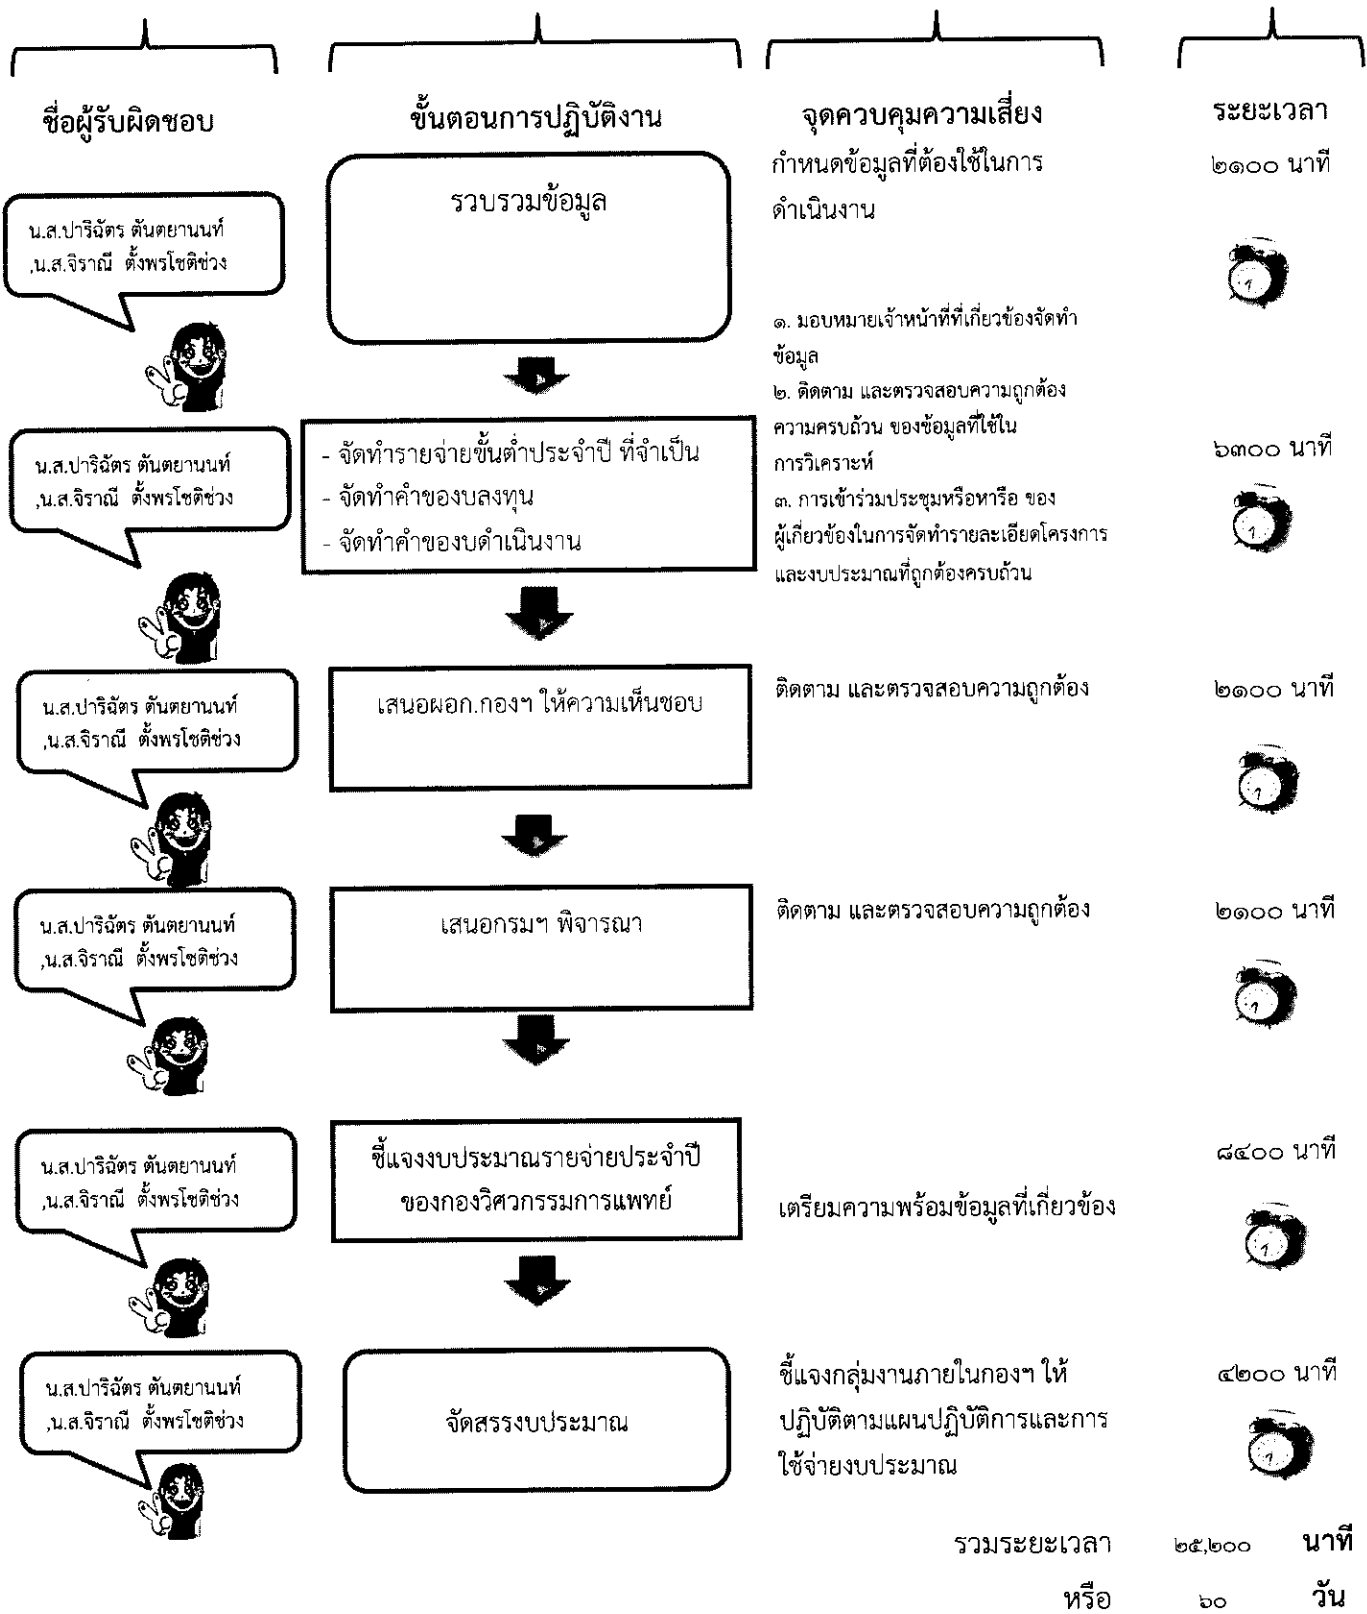 ชื่อผู้รับผิดชอบ
ขั้นตอนการปฏิบัติงาน
จุดควบคุมความเสี่ยง
ระยะเวลา
น.ส.ปาริฉัตร ตันตยานนท์
,น.ส.จิราณี ตั้งพรโชติช่วง
รวบรวมข้อมูล
กำหนดข้อมูลที่ต้องใช้ในการ
ดำเนินงาน
๒๑๐๐ นาที
น.ส.ปาริฉัตร ตันตยานนท์
,น.ส.จิราณี ตั้งพรโชติช่วง
- จัดทำรายจ่ายขั้นต่ำประจำปี ที่จำเป็น
- จัดทำคำของบลงทุน
- จัดทำคำของบดำเนินงาน
๑. มอบหมายเจ้าหน้าที่ที่เกี่ยวข้องจัดทำ
ข้อมูล
๒. ติดตาม และตรวจสอบความถูกต้อง
ความครบถ้วน ของข้อมูลที่ใช้ใน
การวิเคราะห์
๓. การเข้าร่วมประชุมหรือหารือ ของ
ผู้เกี่ยวข้องในการจัดทำรายละเอียดโครงการ
และงบประมาณที่ถูกต้องครบถ้วน
๖๓๐๐ นาที
น.ส.ปาริฉัตร ตันตยานนท์
,น.ส.จิราณี ตั้งพรโชติช่วง
เสนอผอก.กองฯ ให้ความเห็นชอบ
ติดตาม และตรวจสอบความถูกต้อง
๒๑๐๐ นาที
น.ส.ปาริฉัตร ตันตยานนท์
,น.ส.จิราณี ตั้งพรโชติช่วง
เสนอกรมฯ พิจารณา
ติดตาม และตรวจสอบความถูกต้อง
๒๑๐๐ นาที
น.ส.ปาริฉัตร ตันตยานนท์
,น.ส.จิราณี ตั้งพรโชติช่วง
ชี้แจงงบประมาณรายจ่ายประจำปี
ของกองวิศวกรรมการแพทย์
เตรียมความพร้อมข้อมูลที่เกี่ยวข้อง
๘๔๐๐ นาที
น.ส.ปาริฉัตร ตันตยานนท์
,น.ส.จิราณี ตั้งพรโชติช่วง
จัดสรรงบประมาณ
ชี้แจงกลุ่มงานภายในกองฯ ให้
ปฏิบัติตามแผนปฏิบัติการและการ
ใช้จ่ายงบประมาณ
๔๒๐๐ นาที
รวมระยะเวลา ๒๕,๒๐๐ นาที
หรือ ๖๐ วัน